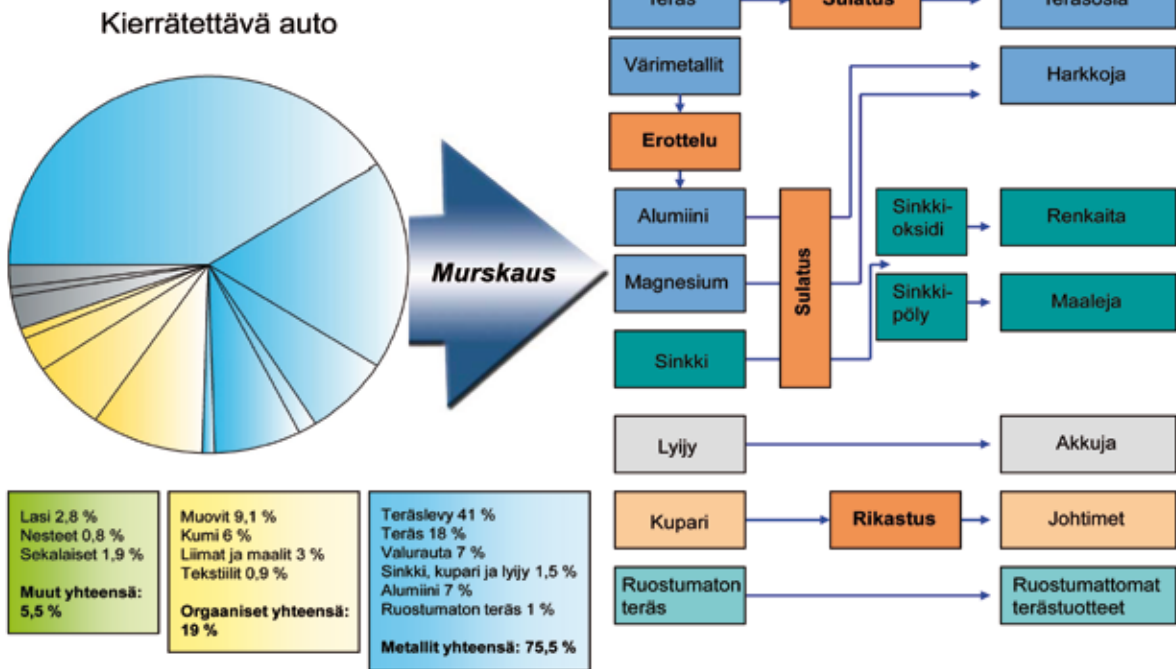 Kierrätettävä auto
Murskaus
Lasi 2,8 %
Nesteet 0,8 %
Sekalaiset 1,9 %
Muut yhteensä:
5,5 %
Muovit 9,1 %
Kumi 6 %
Liimat ja maalit 3 %
Tekstiilit 0,9 %
Orgaaniset yhteensä:
19 %
Teräslevy 41 %
Teräs 18 %
Valurauta 7 %
Sinkki, kupari ja lyijy 1,5 %
Alumiini 7 %
Ruostumaton teräs 1 %
Metallit yhteensä: 75,5 %
Teräs
Sulatus
Teräsosia
Värimetallit
Harkkoja
Erottelu
Alumiini
Magnesium
Sinkki
Sulatus
Sinkki-
oksidi
Renkaita
Sinkki-
pöly
Maaleja
Lyijy
Akkuja
Kupari
Rikastus
Johtimet
Ruostumaton
teräs
Ruostumattomat
terästuotteet